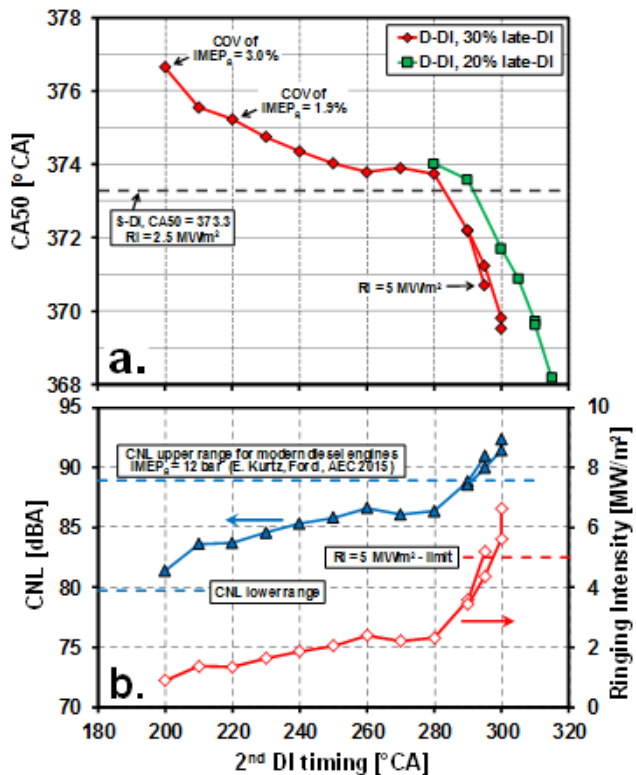 378
376
374
372
370
368
CA50 [°CA]
D-DI, 30% late-DI
D-DI, 20% late-DI
COV of
IMEPg = 3.0%
COV of
IMEPg = 1.9%
S-DI, CA50 = 373.3
RI = 2.5 MW/m²
RI = 5 MW/m²
a.
95
90
85
80
75
70
CNL [dBA]
10
8
6
4
2
0
Ringing Intensity [MW/m²]
CNL upper range for modern diesel engines
IMEPg = 12 bar (E. Kurtz, Ford, AEC 2015)
RI = 5 MW/m² - limit
CNL lower range
b.
180 200 220 240 260 280 300 320
2nd DI timing [°CA]